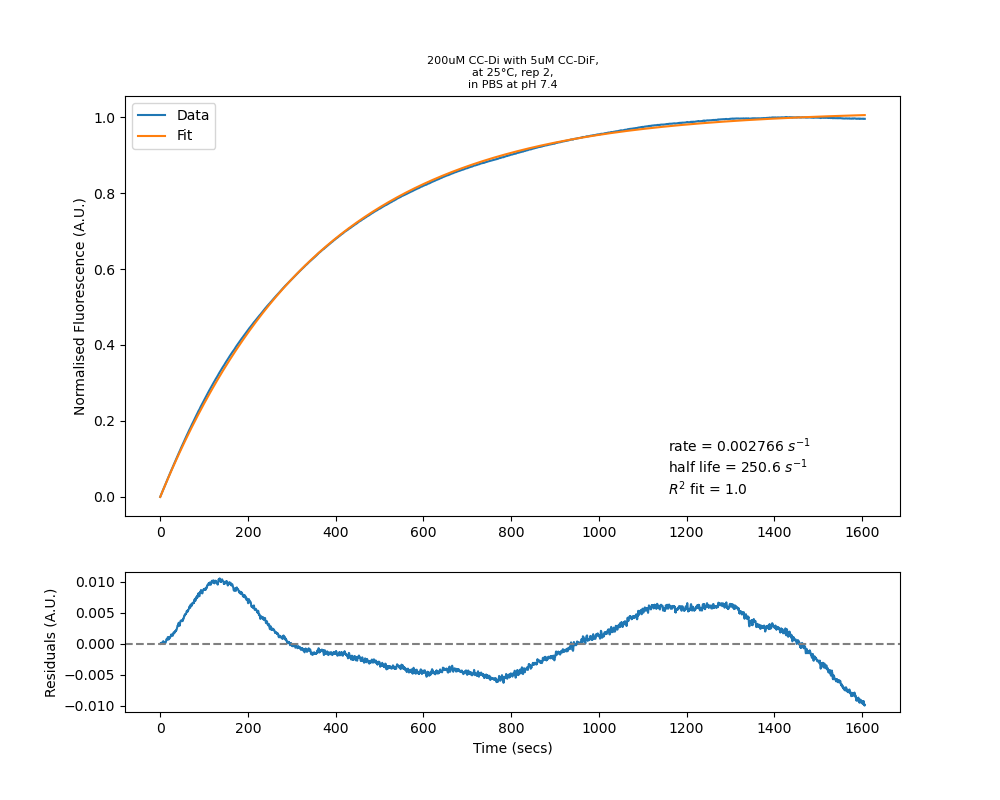 200uM CC-Di with 5uM CC-DiF,
at 25°C, rep 2,
in PBS at pH 7.4
Data
Fit
Normalised Fluorescence (A.U.)
1.0
0.8
0.6
0.4
0.2
0.0
rate = 0.002766 s⁻¹
half life = 250.6 s⁻¹
R² fit = 1.0
0 200 400 600 800 1000 1200 1400 1600
Residuals (A.U.)
0.010
0.005
0.000
−0.005
−0.010
0 200 400 600 800 1000 1200 1400 1600
Time (secs)